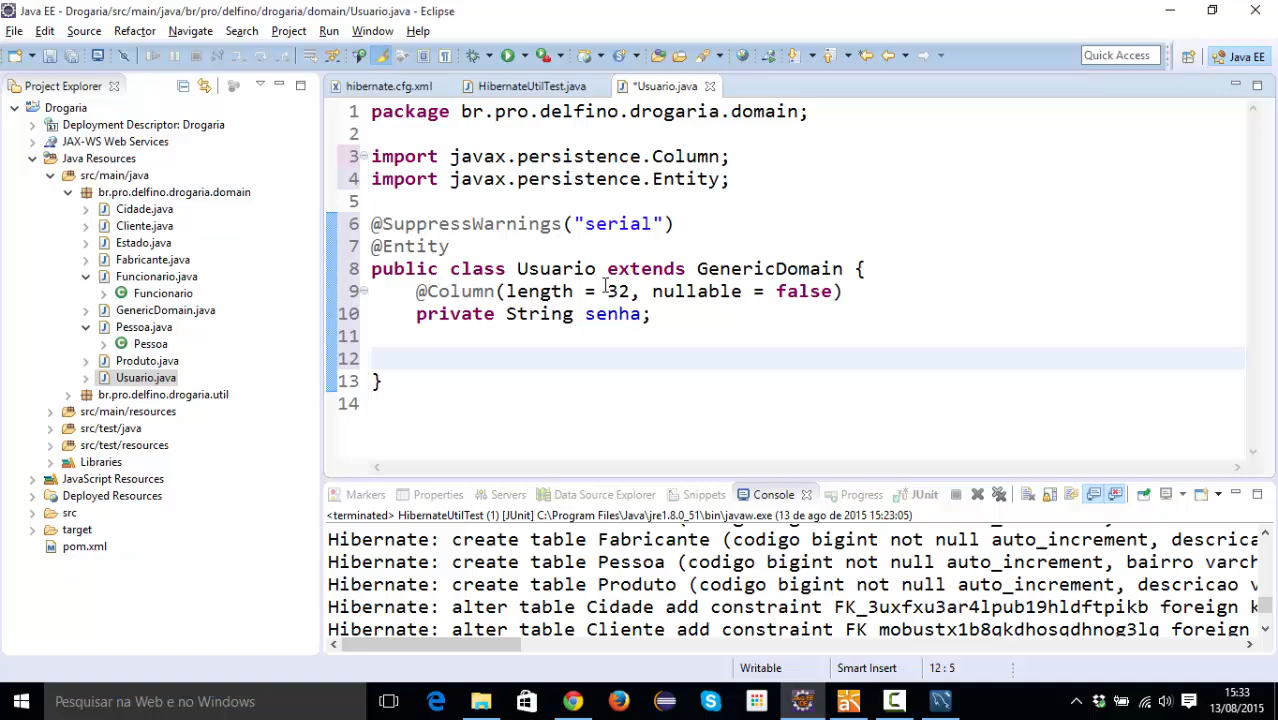 Java EE - Drogaria/src/main/java/br/pro/delfino/drogaria/domain/Usuario.java - Eclipse
File Edit Source Refactor Navigate Search Project Run Window Help
Quick Access
Java EE
Project Explorer
hibernate.cfg.xml
HibernateUtilTest.java
*Usuario.java
Drogaria
Deployment Descriptor: Drogaria
JAX-WS Web Services
Java Resources
src/main/java
br.pro.delfino.drogaria.domain
Cidade.java
Cliente.java
Estado.java
Fabricante.java
Funcionario.java
Funcionario
GenericDomain.java
Pessoa.java
Pessoa
Produto.java
Usuario.java
br.pro.delfino.drogaria.util
src/main/resources
src/test/java
src/test/resources
Libraries
JavaScript Resources
Deployed Resources
src
target
pom.xml
1 package br.pro.delfino.drogaria.domain;
2
3 import javax.persistence.Column;
4 import javax.persistence.Entity;
5
6 @SuppressWarnings("serial")
7 @Entity
8 public class Usuario extends GenericDomain {
9 @Column(length = 32, nullable = false)
10 private String senha;
11
12
13 }
14
Markers Properties Servers Data Source Explorer Snippets Console Progress JUnit
<terminated> HibernateUtilTest (1) [JUnit] C:\Program Files\Java\jre1.8.0_51\bin\javaw.exe (13 de ago de 2015 15:23:05)
Hibernate: create table Fabricante (codigo bigint not null auto_increment, descrica
Hibernate: create table Pessoa (codigo bigint not null auto_increment, bairro varch
Hibernate: create table Produto (codigo bigint not null auto_increment, descricao v
Hibernate: alter table Cidade add constraint FK_3uxfxu3ar4lpub19hldftpikb foreign k
Hibernate: alter table Cliente add constraint FK_mobustx1b8qkdhosqdhnog3lq foreign
Writable
Smart Insert
12 : 5
Pesquisar na Web e no Windows
15:33
13/08/2015